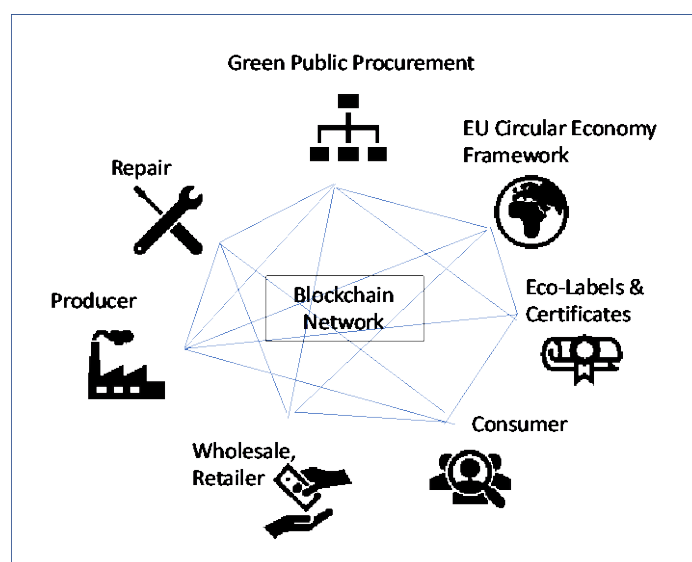 Green Public Procurement
EU Circular Economy
Framework
Repair
Blockchain
Network
Eco-Labels &
Certificates
Producer
Consumer
Wholesale,
Retailer